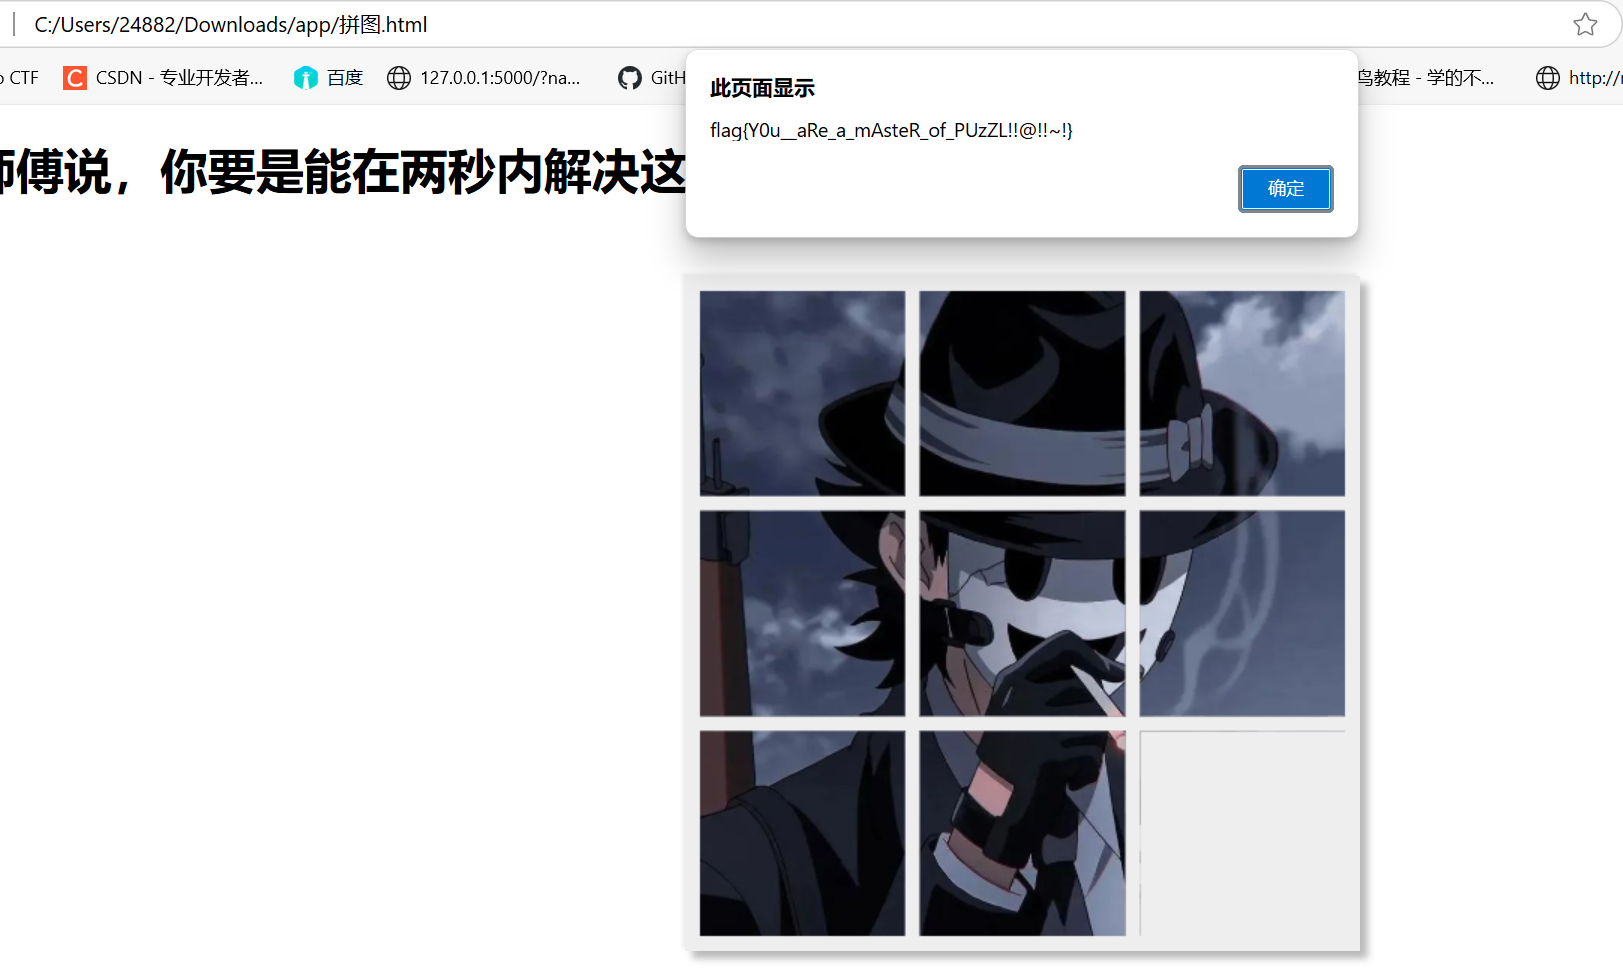 C:/Users/24882/Downloads/app/拼图.html
CTF
CSDN - 专业开发者...
百度
127.0.0.1:5000/?na...
GitH
鸟教程 - 学的不...
http://
此页面显示
flag{Y0u__aRe_a_mAsteR_of_PUzZL!!@!!~!}
确定
师傅说，你要是能在两秒内解决这